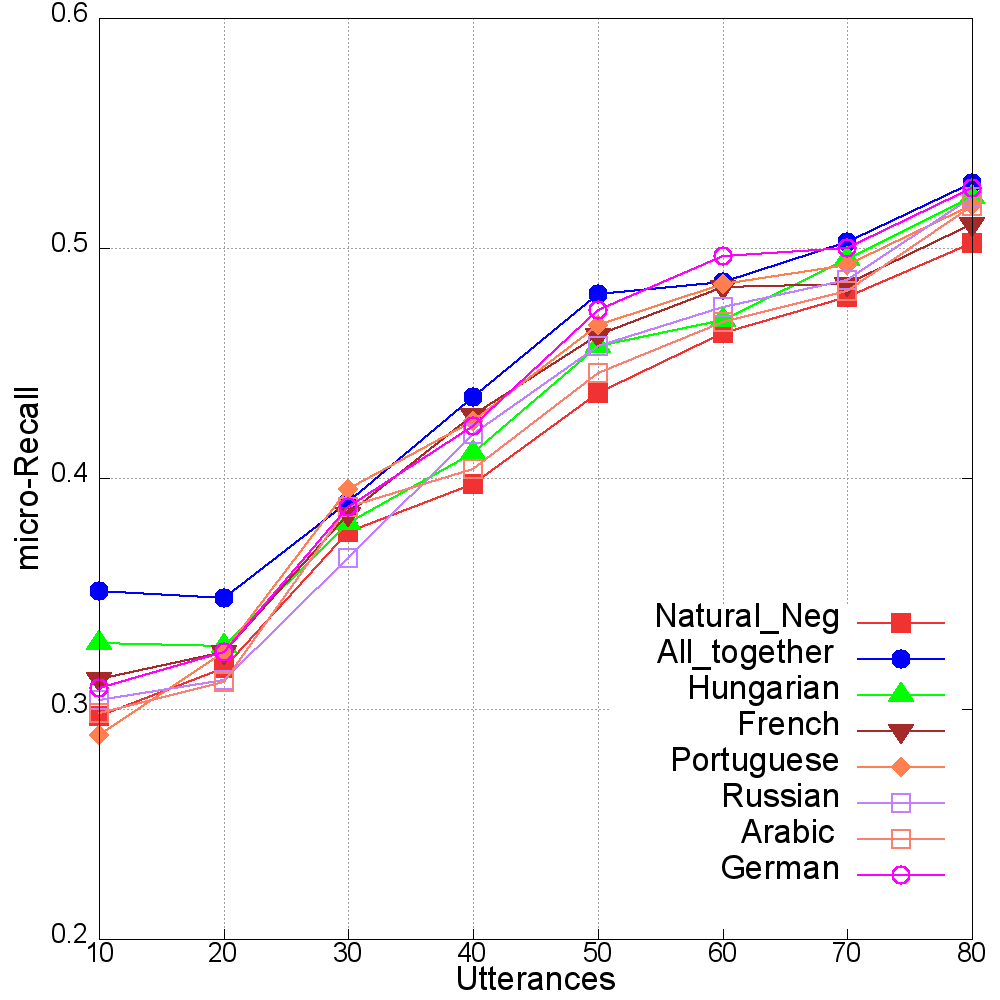 0.6
0.5
0.4
0.3
0.2
micro-Recall
Natural_Neg
All_together
Hungarian
French
Portuguese
Russian
Arabic
German
10 20 30 40 50 60 70 80
Utterances